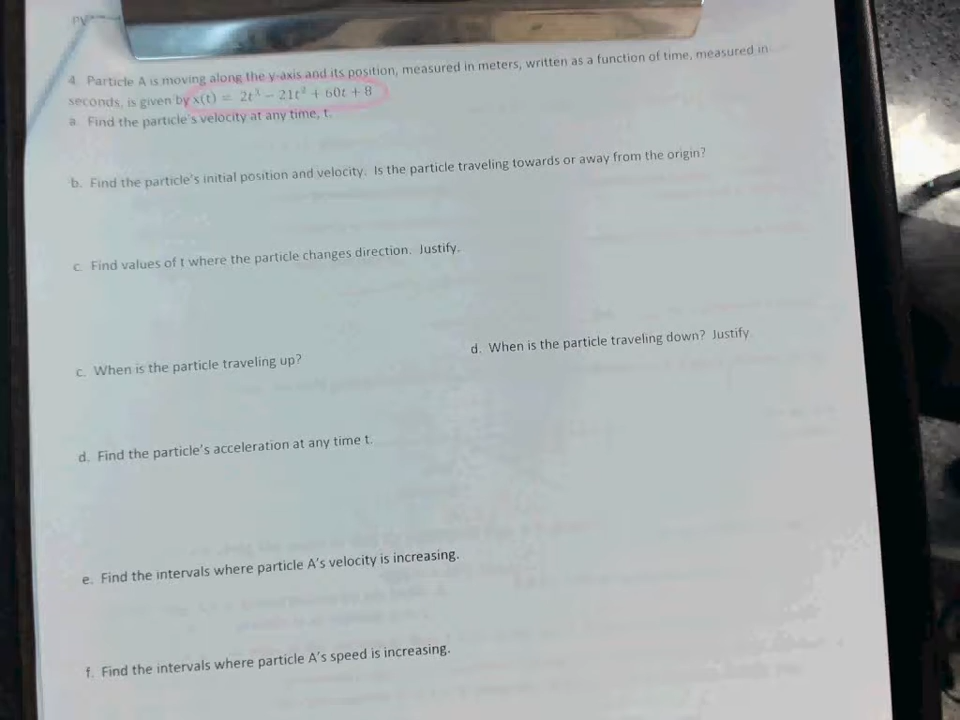 4. Particle A is moving along the y-axis and its position, measured in meters, written as a function of time, measured in
seconds, is given by x(t) = 2t³ − 21t² + 60t + 8
a. Find the particle's velocity at any time, t.
b. Find the particle's initial position and velocity. Is the particle traveling towards or away from the origin?
c. Find values of t where the particle changes direction. Justify.
c. When is the particle traveling up?
d. When is the particle traveling down? Justify
d. Find the particle's acceleration at any time t.
e. Find the intervals where particle A's velocity is increasing.
f. Find the intervals where particle A's speed is increasing.